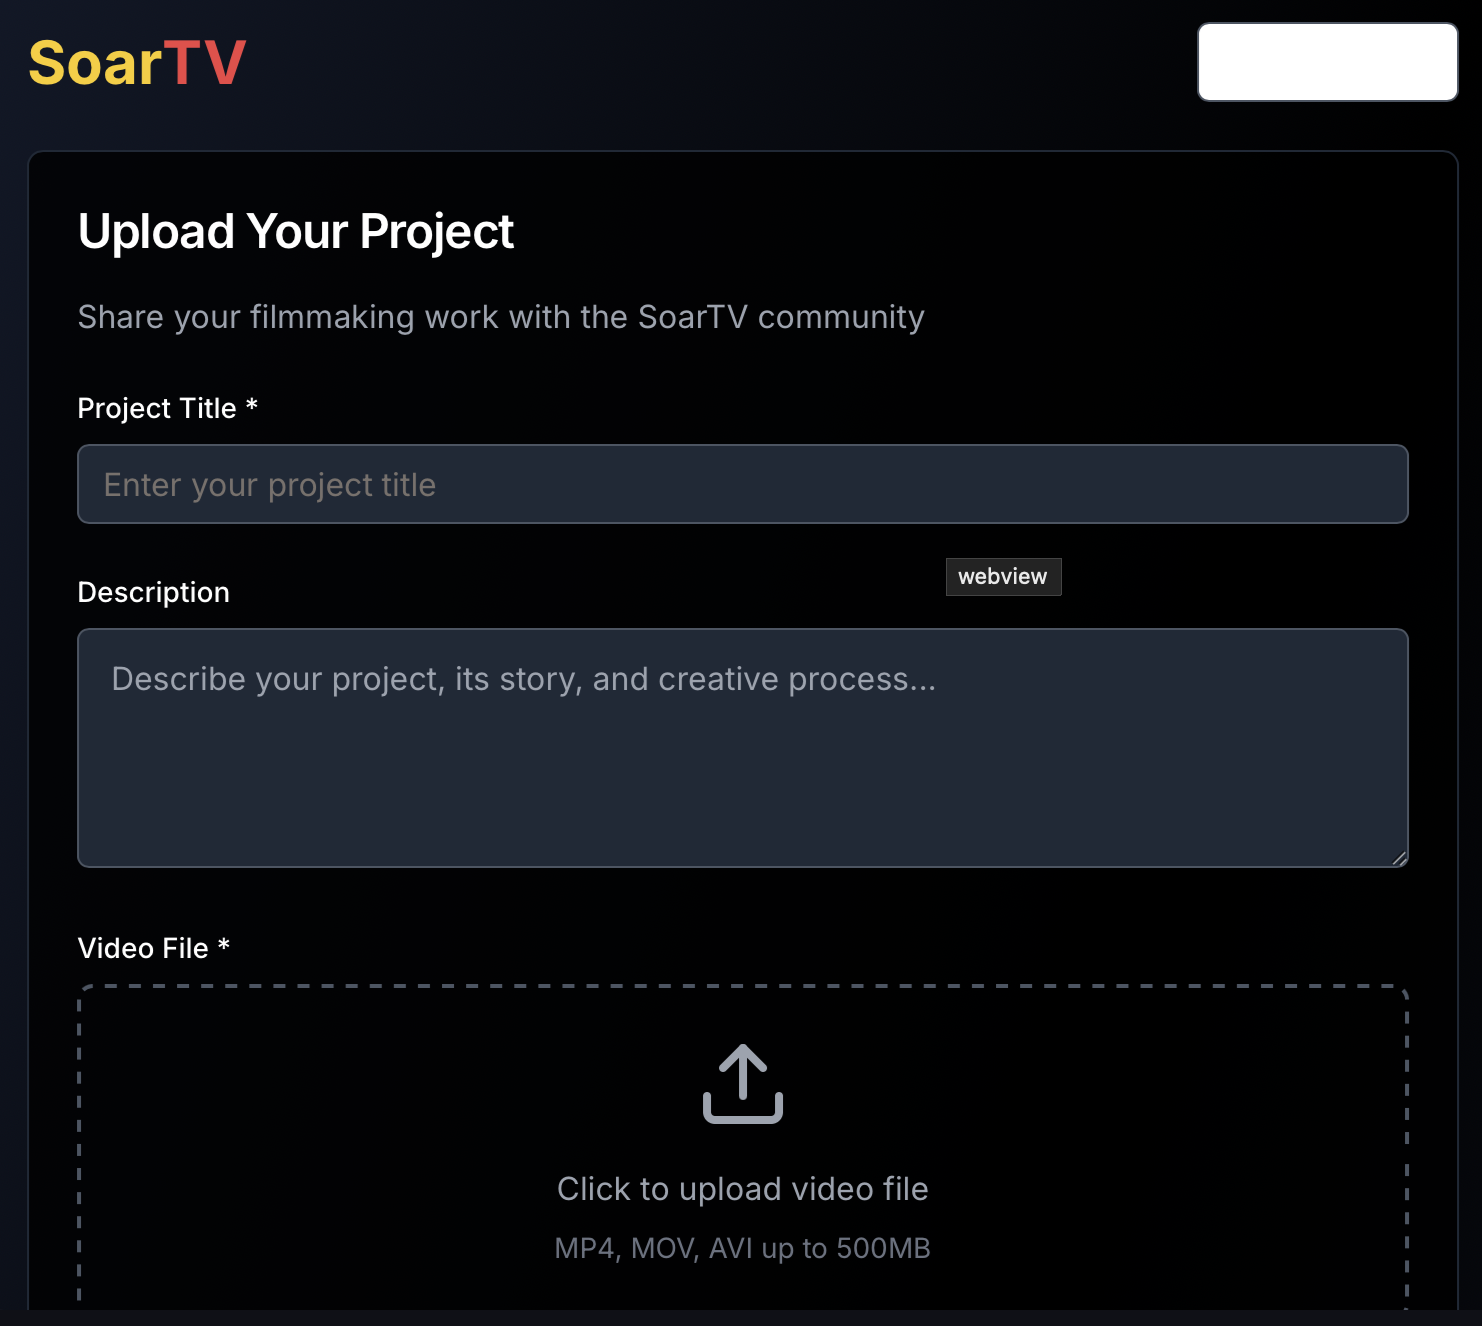 SoarTV
Upload Your Project
Share your filmmaking work with the SoarTV community
Project Title *
Enter your project title
Description
webview
Describe your project, its story, and creative process...
Video File *
Click to upload video file
MP4, MOV, AVI up to 500MB